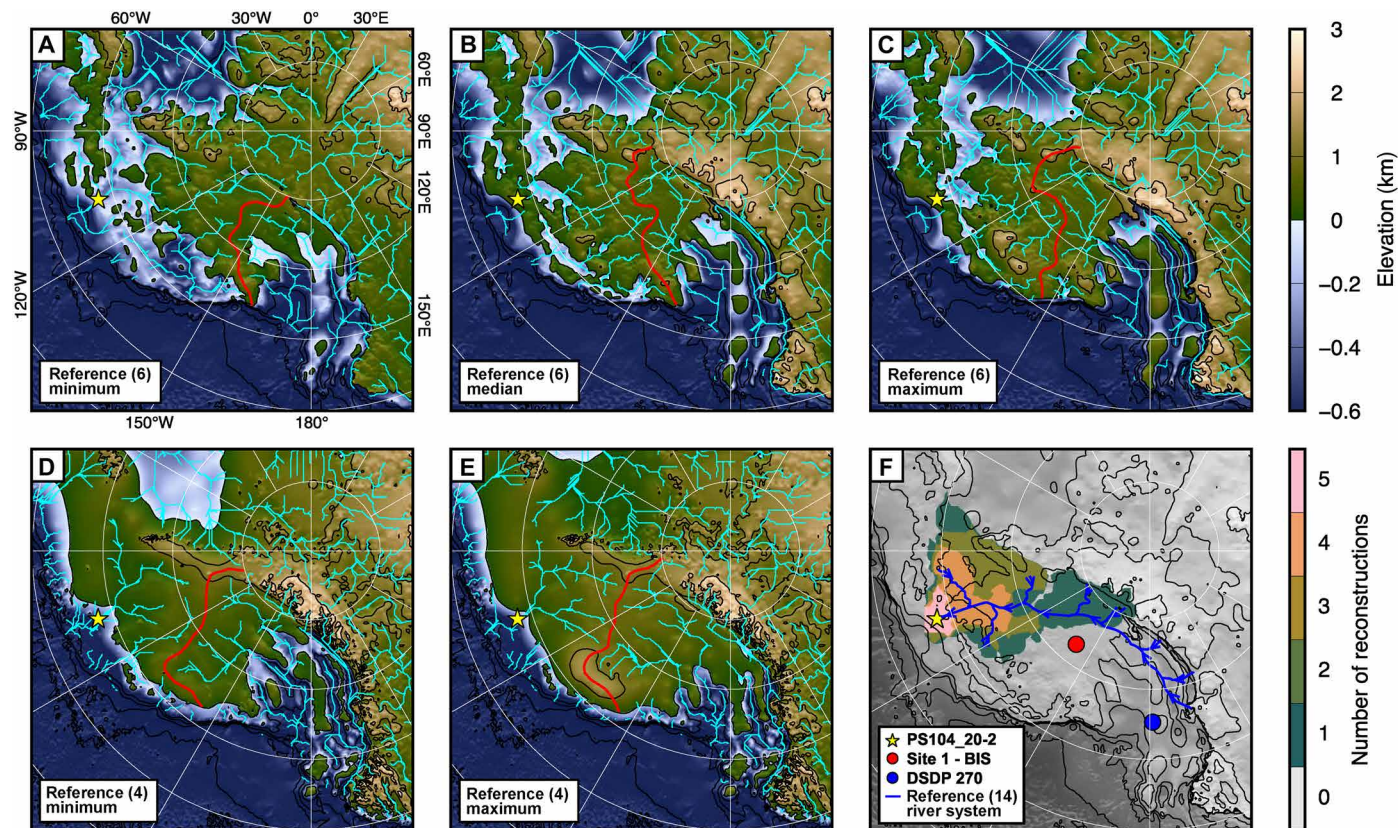 60°W 30°W 0° 30°E
A
B
C
60°E
90°E
120°E
150°E
90°W
120°W
150°W 180°
Reference (6)
minimum
Reference (6)
median
Reference (6)
maximum
3
2
1
0
−0.2
−0.4
−0.6
Elevation (km)
D
E
F
Reference (4)
minimum
Reference (4)
maximum
PS104_20-2
Site 1 - BIS
DSDP 270
Reference (14)
river system
5
4
3
2
1
0
Number of reconstructions